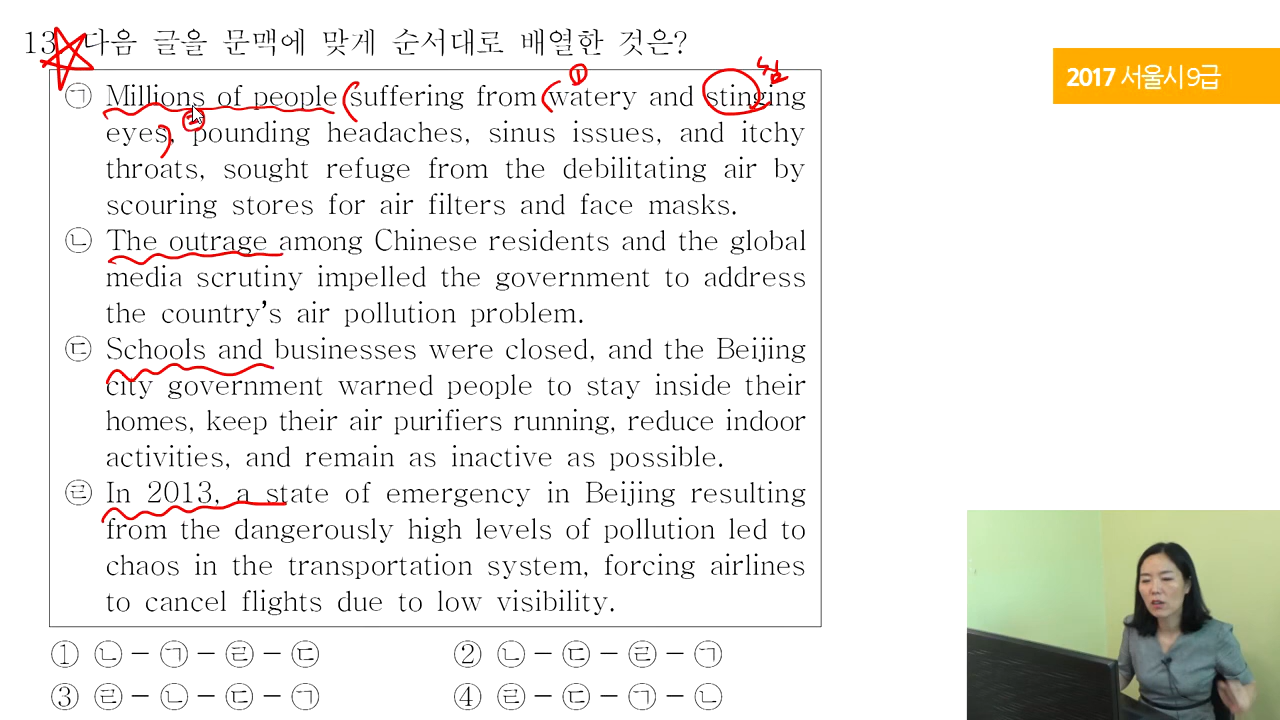 13. 다음 글을 문맥에 맞게 순서대로 배열한 것은?
2017 서울시 9급
㉠ Millions of people suffering from watery and stinging
eyes, pounding headaches, sinus issues, and itchy
throats, sought refuge from the debilitating air by
scouring stores for air filters and face masks.
㉡ The outrage among Chinese residents and the global
media scrutiny impelled the government to address
the country's air pollution problem.
㉢ Schools and businesses were closed, and the Beijing
city government warned people to stay inside their
homes, keep their air purifiers running, reduce indoor
activities, and remain as inactive as possible.
㉣ In 2013, a state of emergency in Beijing resulting
from the dangerously high levels of pollution led to
chaos in the transportation system, forcing airlines
to cancel flights due to low visibility.
① ㉡-㉠-㉣-㉢ ② ㉡-㉢-㉣-㉠
③ ㉣-㉡-㉢-㉠ ④ ㉣-㉢-㉠-㉡
①
②